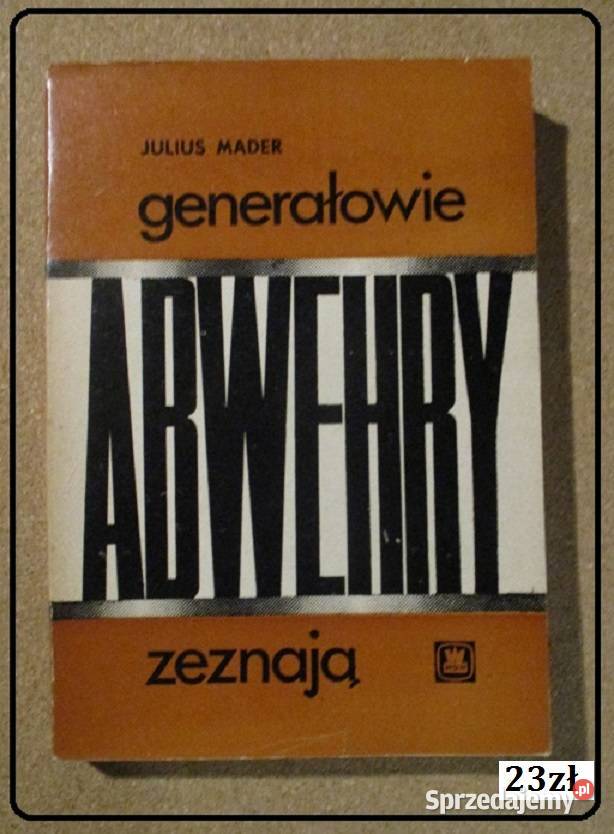 JULIUS MADER
generałowie
ABWEHRY
zeznają
23zł
Sprzedajemy.pl